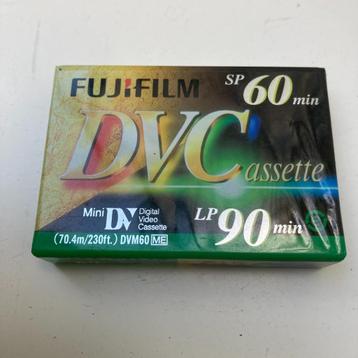 FUJIFILM
SP 60 min
DVCassette
Mini DV Digital Video Cassette
LP 90 min
(70.4m/230ft.) DVM60 ME